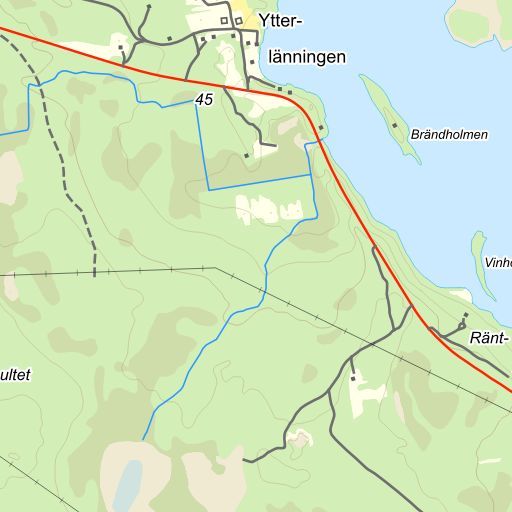 Ytter-
länningen
45
Brändholmen
Vinho
Ränt-
ultet